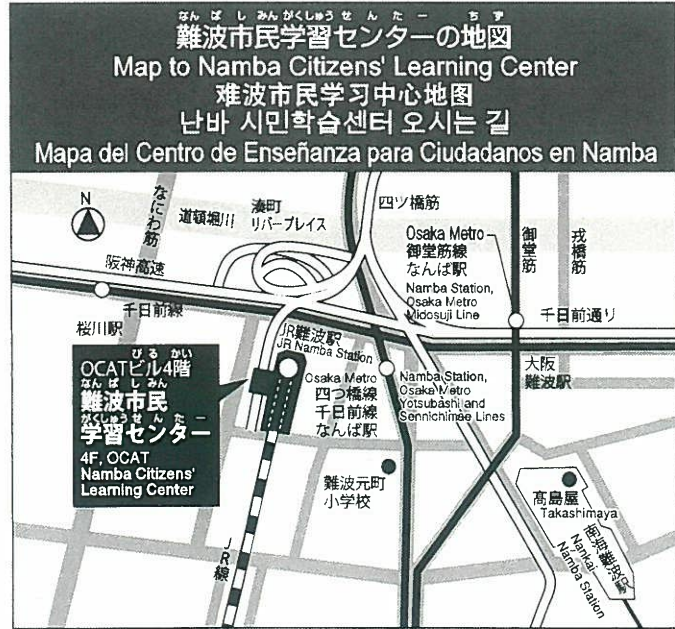 なんばしみんがくしゅうせんたー ちず
難波市民学習センターの地図
Map to Namba Citizens' Learning Center
难波市民学习中心地图
난바 시민학습센터 오시는 길
Mapa del Centro de Enseñanza para Ciudadanos en Namba
N
なにわ筋
道頓堀川
湊町
リバープレイス
四ツ橋筋
Osaka Metro
御堂筋線
なんば駅
Namba Station,
Osaka Metro
Midosuji Line
御堂筋
戎橋筋
阪神高速
千日前線
桜川駅
千日前通り
大阪
難波駅
JR難波駅
JR Namba Station
Osaka Metro
四つ橋線
千日前線
なんば駅
Namba Station,
Osaka Metro
Yotsubashi and
Sennichimae Lines
びる かい
OCATビル4階
なんばしみん
難波市民
がくしゅうせんたー
学習センター
4F, OCAT
Namba Citizens'
Learning Center
難波元町
小学校
髙島屋
Takashimaya
南海難波駅
Nankai
Namba Station
JR線